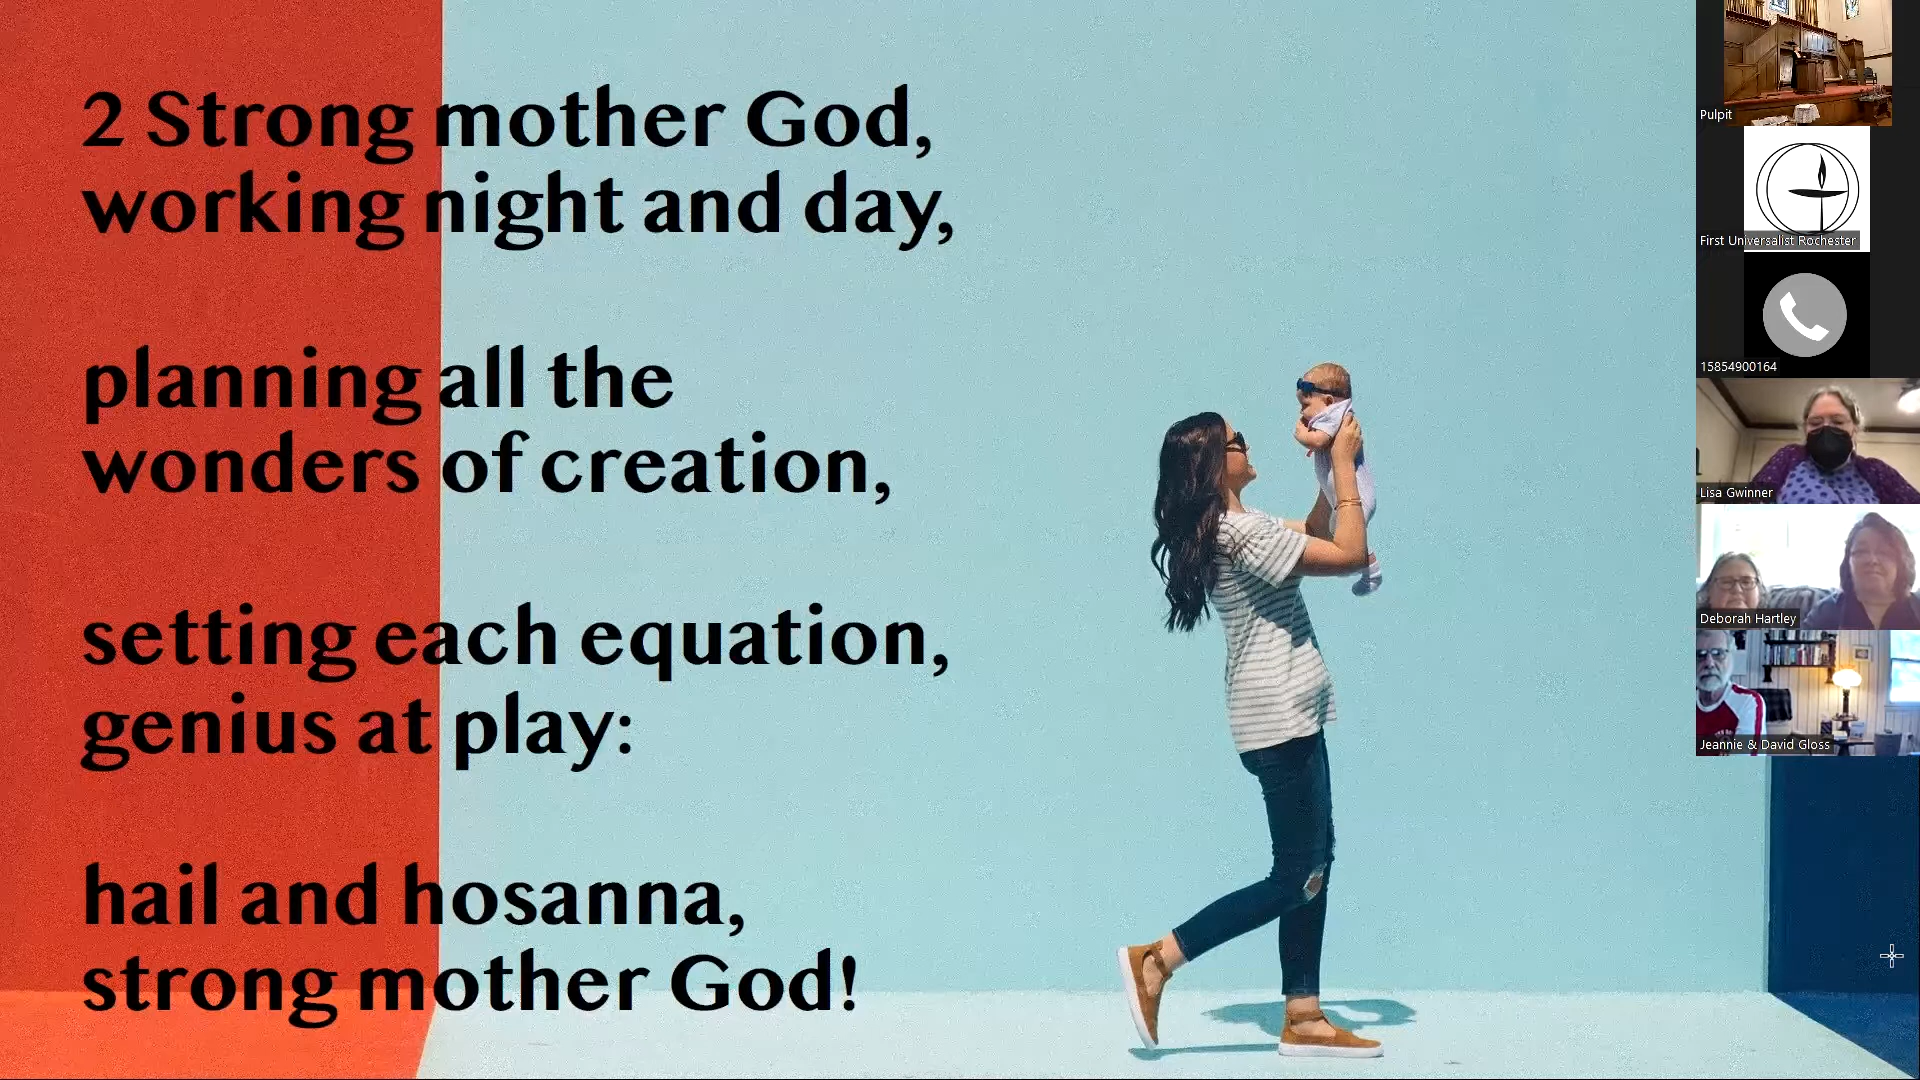 2 Strong mother God,
working night and day,
planning all the
wonders of creation,
setting each equation,
genius at play:
hail and hosanna,
strong mother God!
Pulpit
First Universalist Rochester
15854900164
Lisa Gwinner
Deborah Hartley
Jeannie & David Gloss